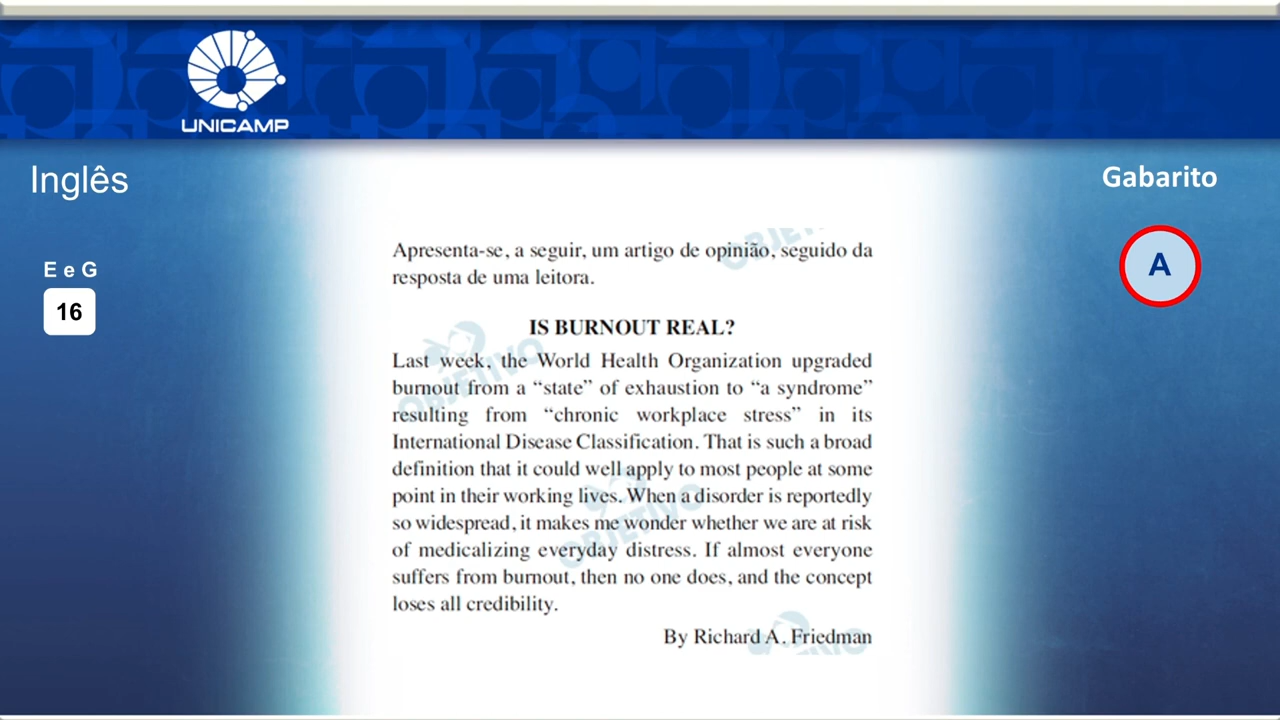 UNICAMP
Inglês
Gabarito
E e G
16
A
Apresenta-se, a seguir, um artigo de opinião, seguido da
resposta de uma leitora.
IS BURNOUT REAL?
Last week, the World Health Organization upgraded
burnout from a “state” of exhaustion to “a syndrome”
resulting from “chronic workplace stress” in its
International Disease Classification. That is such a broad
definition that it could well apply to most people at some
point in their working lives. When a disorder is reportedly
so widespread, it makes me wonder whether we are at risk
of medicalizing everyday distress. If almost everyone
suffers from burnout, then no one does, and the concept
loses all credibility.
By Richard A. Friedman
OBJETIVO
OBJETIVO